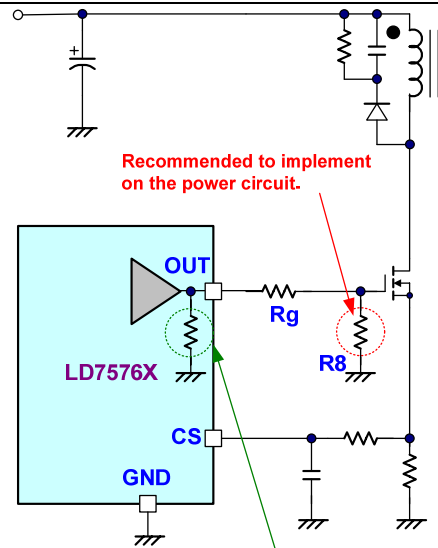 +
Recommended to implement
on the power circuit.
OUT
Rg
R8
LD7576X
CS
GND